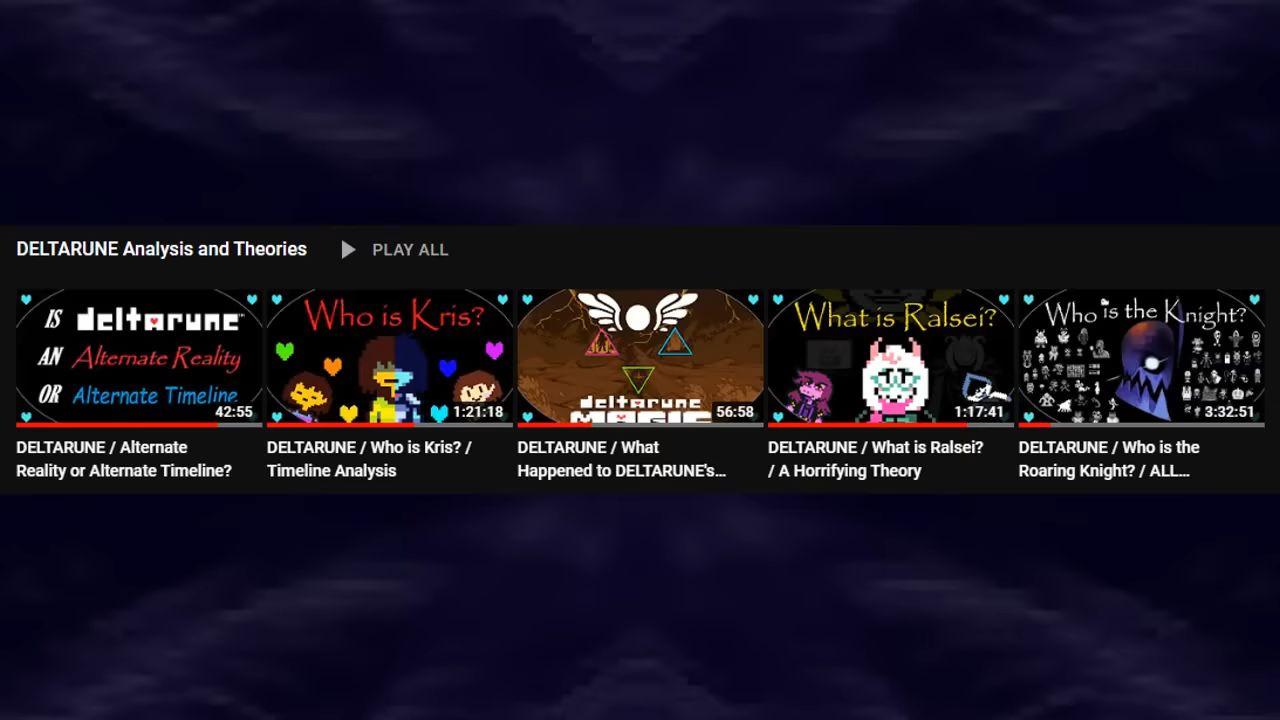 DELTARUNE Analysis and Theories
PLAY ALL
IS deltarune
AN Alternate Reality
OR Alternate Timeline
42:55
DELTARUNE / Alternate
Reality or Alternate Timeline?
Who is Kris?
1:21:18
DELTARUNE / Who is Kris? /
Timeline Analysis
deltarune
MAGIC
56:58
DELTARUNE / What
Happened to DELTARUNE's...
What is Ralsei?
1:17:41
DELTARUNE / What is Ralsei?
/ A Horrifying Theory
Who is the Knight?
3:32:51
DELTARUNE / Who is the
Roaring Knight? / ALL...